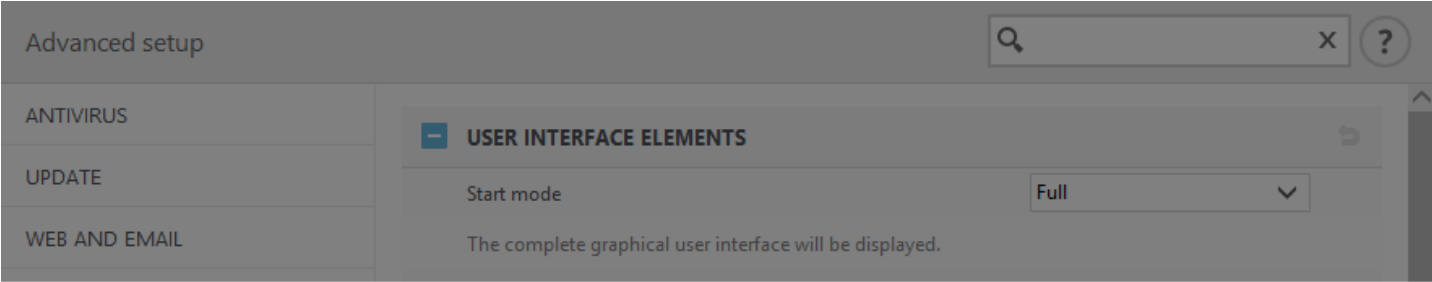 Advanced setup
X
?
ANTIVIRUS
UPDATE
WEB AND EMAIL
USER INTERFACE ELEMENTS
Start mode
Full
The complete graphical user interface will be displayed.